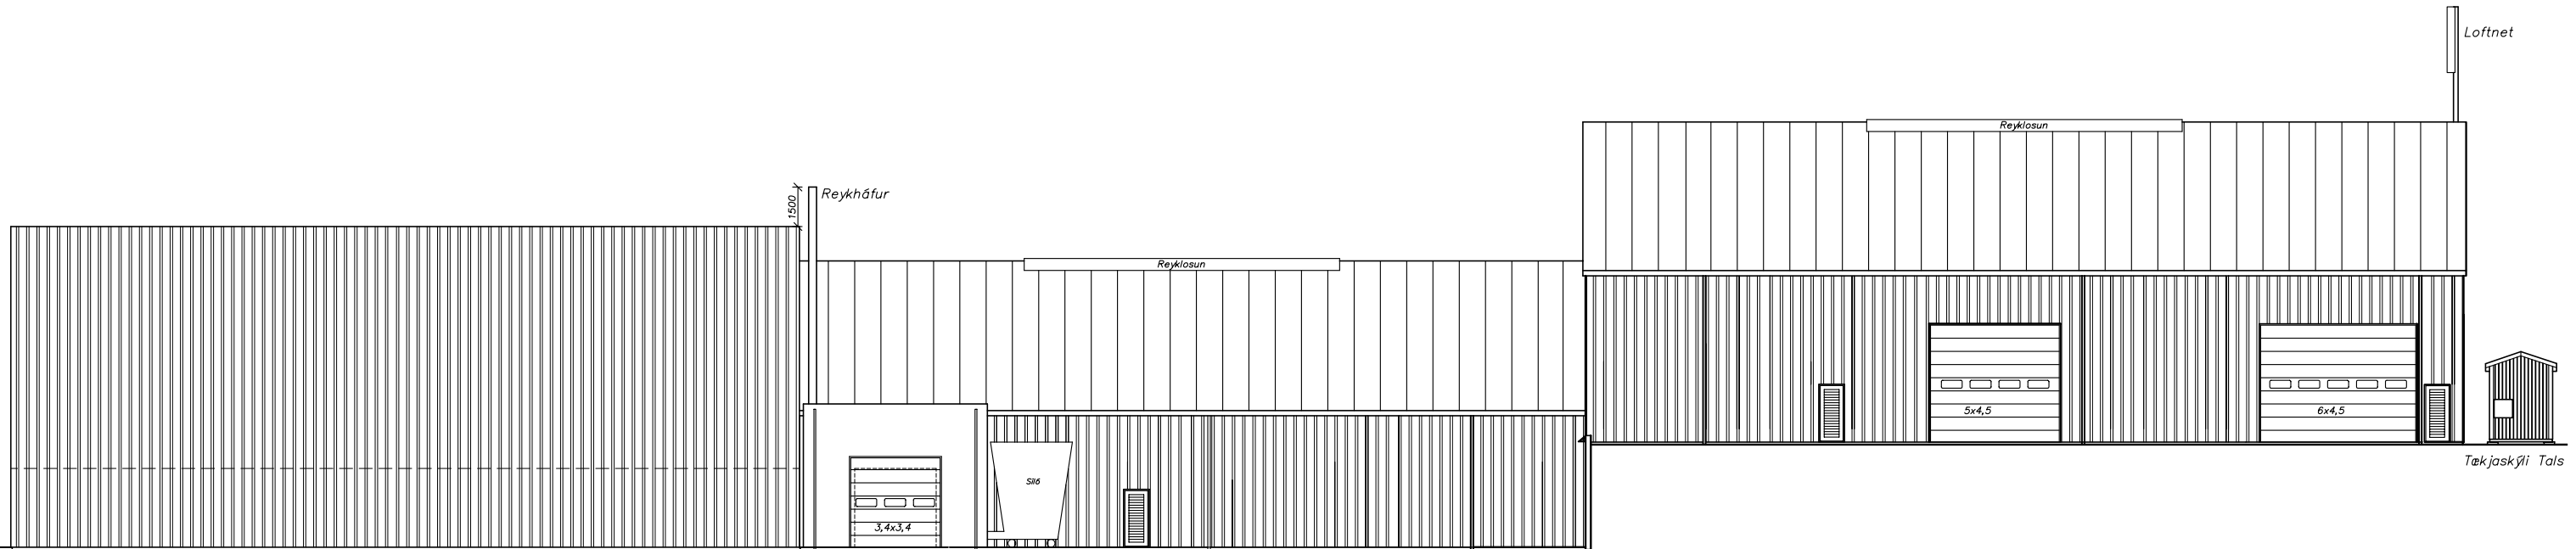 Loftnet
Reyklosun
Reykháfur
1500
Reyklosun
5x4,5
6x4,5
Tækjaskýli Tals
Síló
3,4x3,4